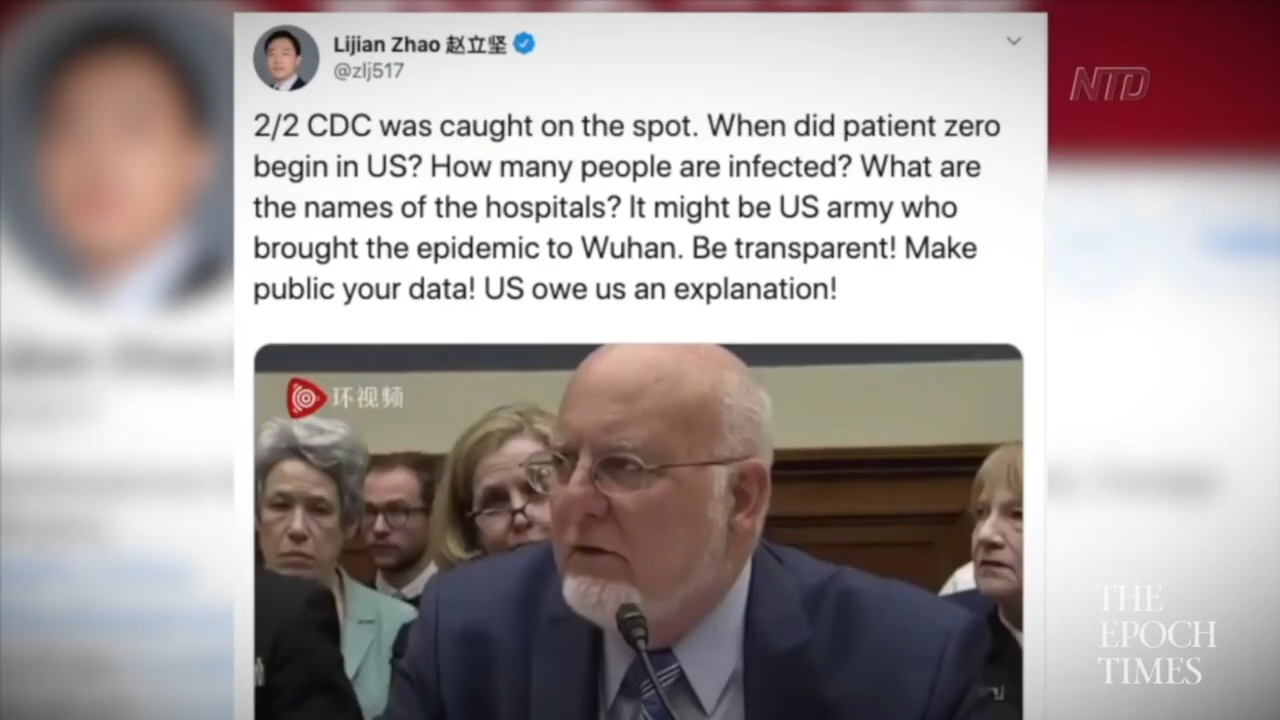 Lijian Zhao 赵立坚
@zlj517
NTD
2/2 CDC was caught on the spot. When did patient zero
begin in US? How many people are infected? What are
the names of the hospitals? It might be US army who
brought the epidemic to Wuhan. Be transparent! Make
public your data! US owe us an explanation!
环视频
THE
EPOCH
TIMES